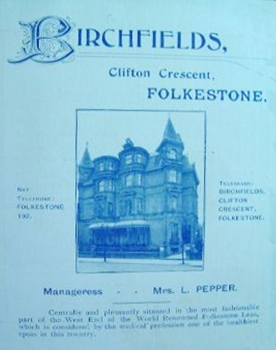 BIRCHFIELDS,
Clifton Crescent,
FOLKESTONE.
NAT
TELEPHONE:
FOLKESTONE
192.
TELEGRAMS:
BIRCHFIELDS,
CLIFTON
CRESCENT,
FOLKESTONE.
Manageress . . Mrs. L. PEPPER.
Centrally and pleasantly situated in the most fashionable
part of the West End of the World Renowned Folkestone Leas,
which is considered by the medical profession one of the healthiest
spots in this country.